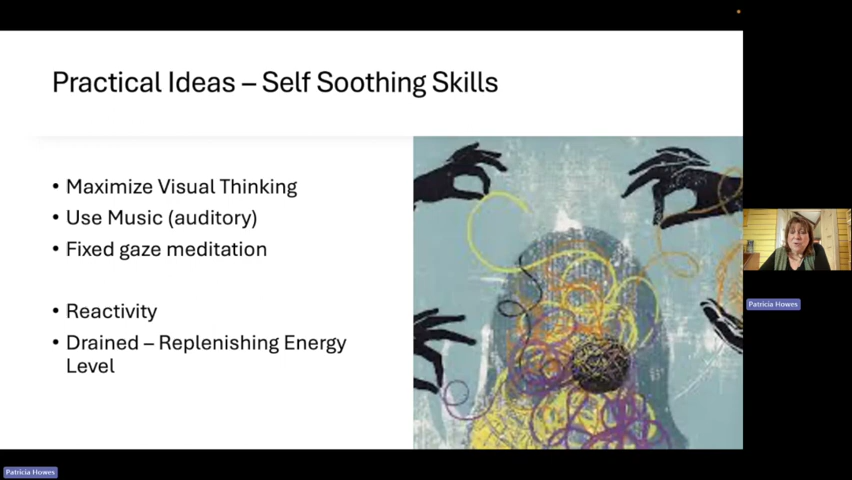 Practical Ideas – Self Soothing Skills
• Maximize Visual Thinking
• Use Music (auditory)
• Fixed gaze meditation
• Reactivity
• Drained – Replenishing Energy
Level
Patricia Howes
Patricia Howes